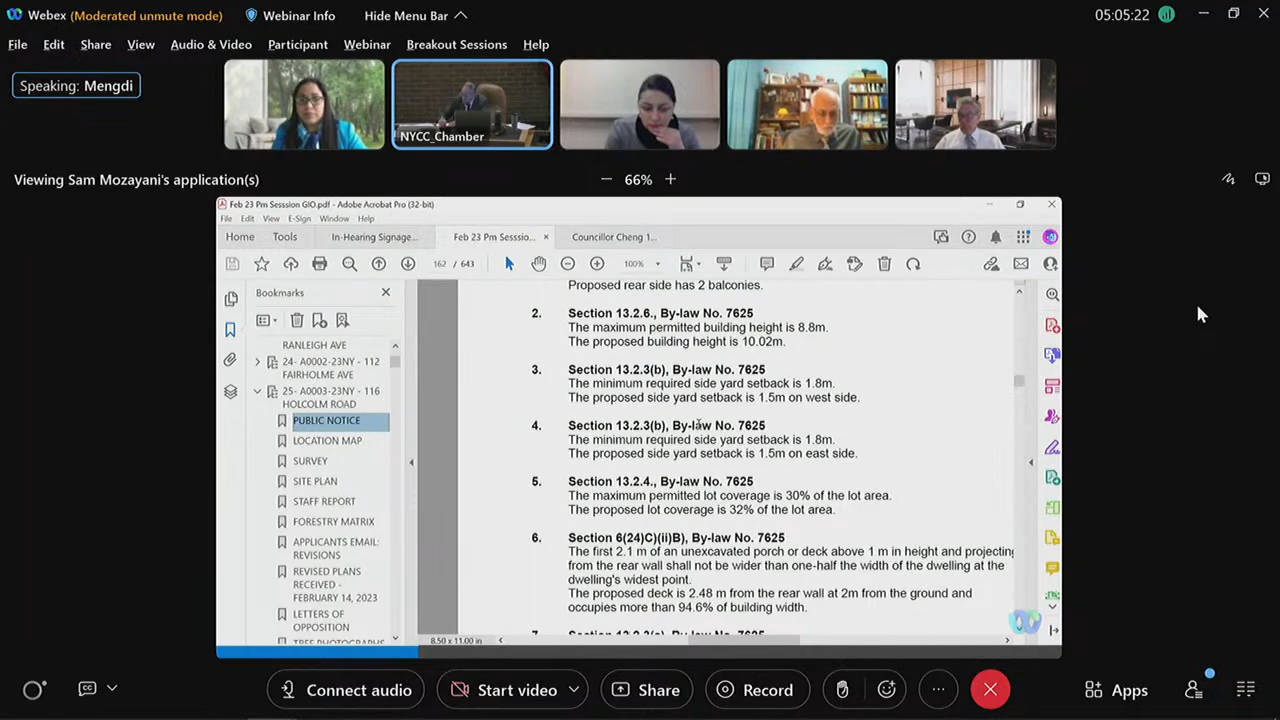 Webex (Moderated unmute mode) Webinar Info Hide Menu Bar 05:05:22
File Edit Share View Audio & Video Participant Webinar Breakout Sessions Help
Speaking: Mengdi
NYCC_Chamber
Viewing Sam Mozayani's application(s) 66%
Feb 23 Pm Sesssion GIO.pdf - Adobe Acrobat Pro (32-bit)
File Edit View E-Sign Window Help
Home Tools In-Hearing Signage... Feb 23 Pm Sesssio... × Councillor Cheng 1...
162 / 643 100%
Bookmarks
RANLEIGH AVE
24- A0002-23NY - 112
FAIRHOLME AVE
25- A0003-23NY - 116
HOLCOLM ROAD
PUBLIC NOTICE
LOCATION MAP
SURVEY
SITE PLAN
STAFF REPORT
FORESTRY MATRIX
APPLICANTS EMAIL:
REVISIONS
REVISED PLANS
RECEIVED -
FEBRUARY 14, 2023
LETTERS OF
OPPOSITION
TREE PHOTOGRAPHS
Proposed rear side has 2 balconies.
2. Section 13.2.6., By-law No. 7625
The maximum permitted building height is 8.8m.
The proposed building height is 10.02m.
3. Section 13.2.3(b), By-law No. 7625
The minimum required side yard setback is 1.8m.
The proposed side yard setback is 1.5m on west side.
4. Section 13.2.3(b), By-law No. 7625
The minimum required side yard setback is 1.8m.
The proposed side yard setback is 1.5m on east side.
5. Section 13.2.4., By-law No. 7625
The maximum permitted lot coverage is 30% of the lot area.
The proposed lot coverage is 32% of the lot area.
6. Section 6(24)C)(ii)B), By-law No. 7625
The first 2.1 m of an unexcavated porch or deck above 1 m in height and projecting
from the rear wall shall not be wider than one-half the width of the dwelling at the
dwelling's widest point.
The proposed deck is 2.48 m from the rear wall at 2m from the ground and
occupies more than 94.6% of building width.
8.50 x 11.00 in
Connect audio Start video Share Record Apps